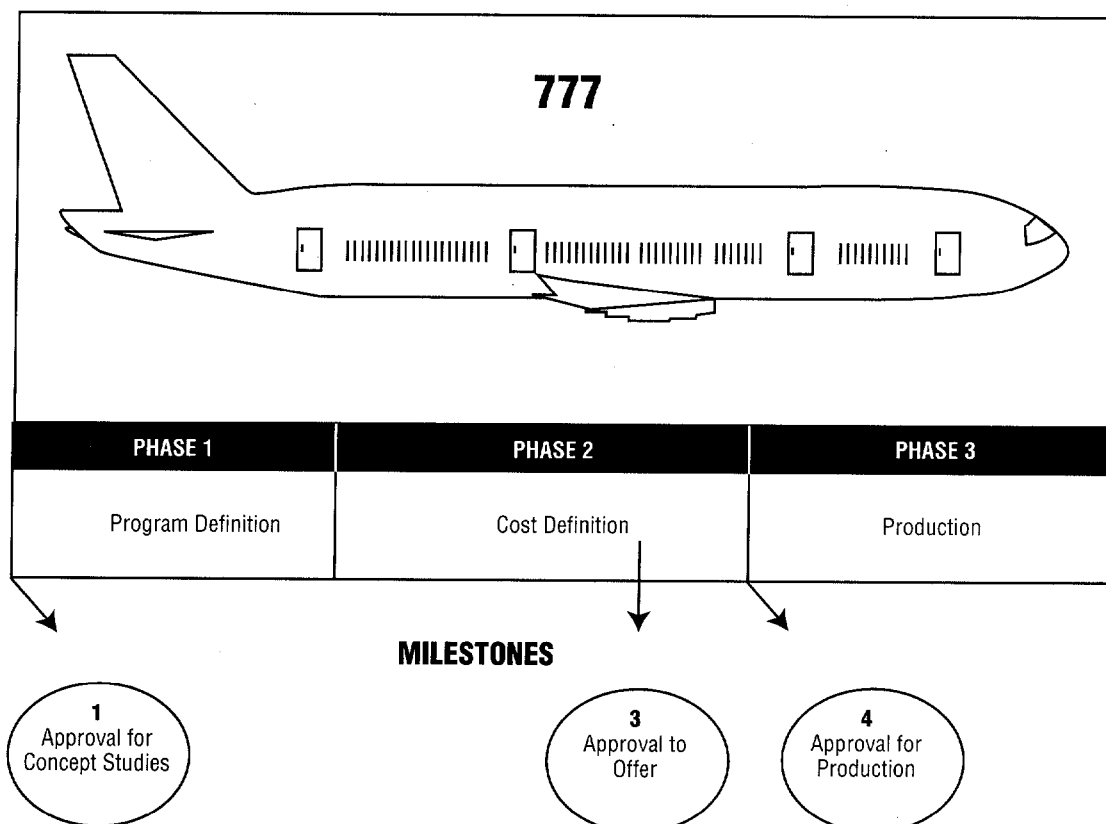 777
PHASE 1
PHASE 2
PHASE 3
Program Definition
Cost Definition
Production
MILESTONES
1
Approval for
Concept Studies
3
Approval to
Offer
4
Approval for
Production